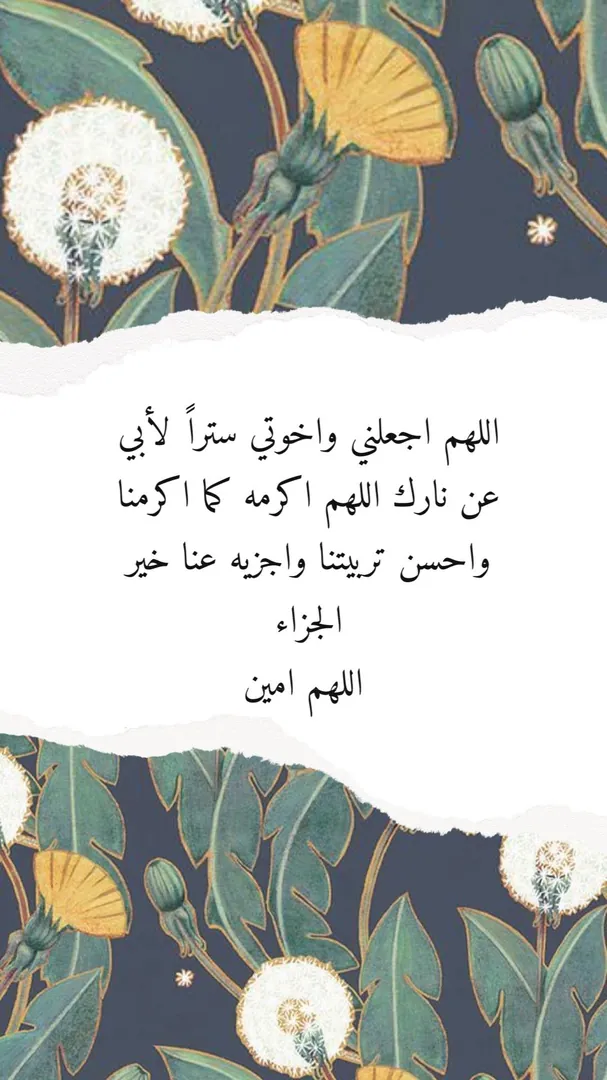 اللهم اجعلني واخوتي ستراً لأبي
عن نارك اللهم اكرمه كما اكرمنا
واحسن تربيتنا واجزيه عنا خير
الجزاء
اللهم امين